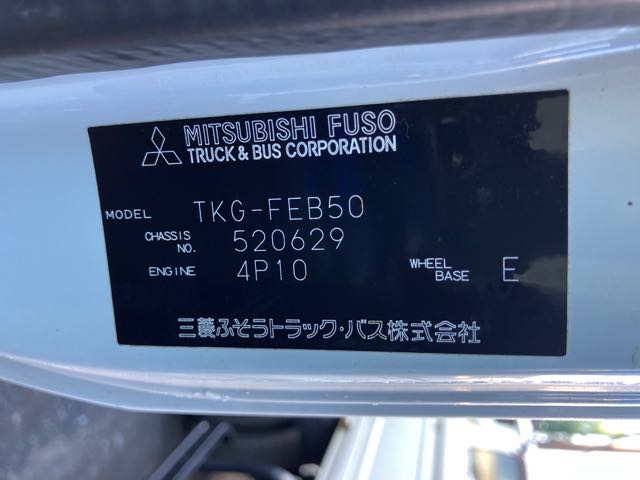 MITSUBISHI FUSO
TRUCK & BUS CORPORATION
MODEL TKG-FEB50
CHASSIS NO. 520629
ENGINE 4P10 WHEEL BASE E
三菱ふそうトラック・バス株式会社